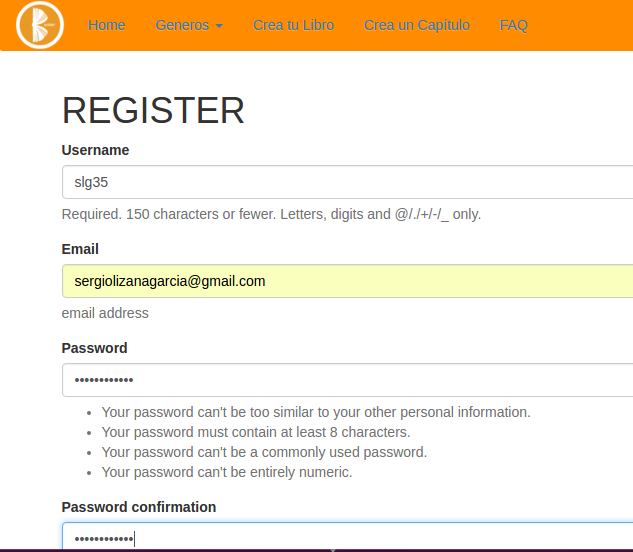 Home Generos Crea tu Libro Crea un Capitulo FAQ
REGISTER
Username
slg35
Required. 150 characters or fewer. Letters, digits and @/./+/-/_ only.
Email
sergiolizanagarcia@gmail.com
email address
Password
••••••••••••
• Your password can't be too similar to your other personal information.
• Your password must contain at least 8 characters.
• Your password can't be a commonly used password.
• Your password can't be entirely numeric.
Password confirmation
••••••••••••